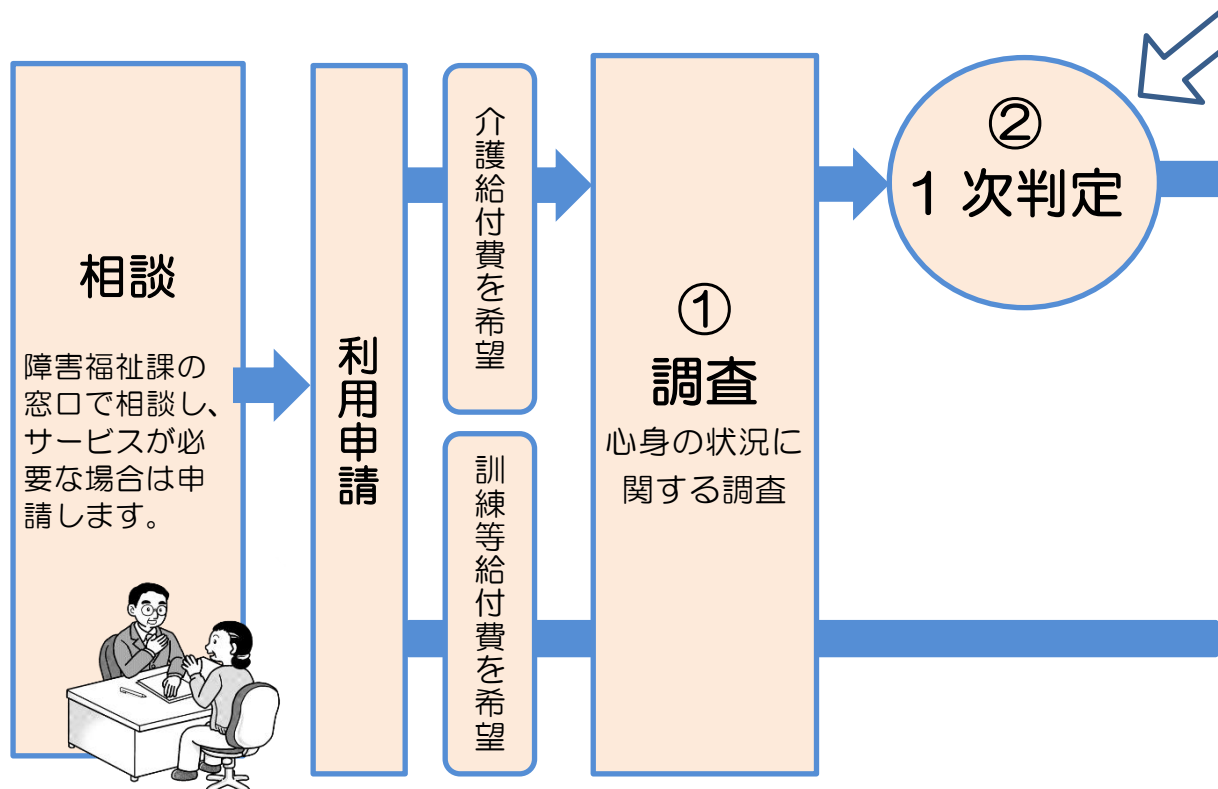 相談
障害福祉課の
窓口で相談し、
サービスが必
要な場合は申
請します。
利用申請
介護給付費を希望
訓練等給付費を希望
①
調査
心身の状況に
関する調査
②
1次判定